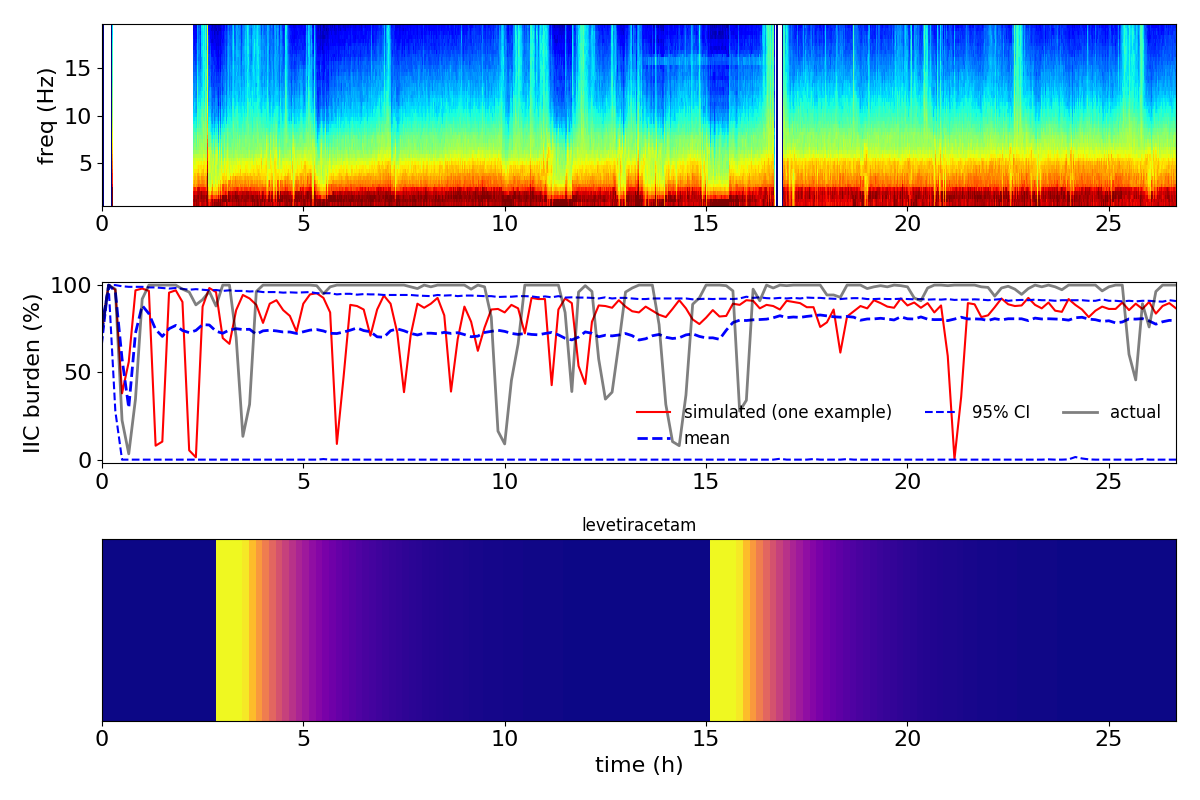 freq (Hz)
15
10
5
0 5 10 15 20 25
IIC burden (%)
100
50
0
simulated (one example) 95% CI actual
mean
0 5 10 15 20 25
levetiracetam
0 5 10 15 20 25
time (h)